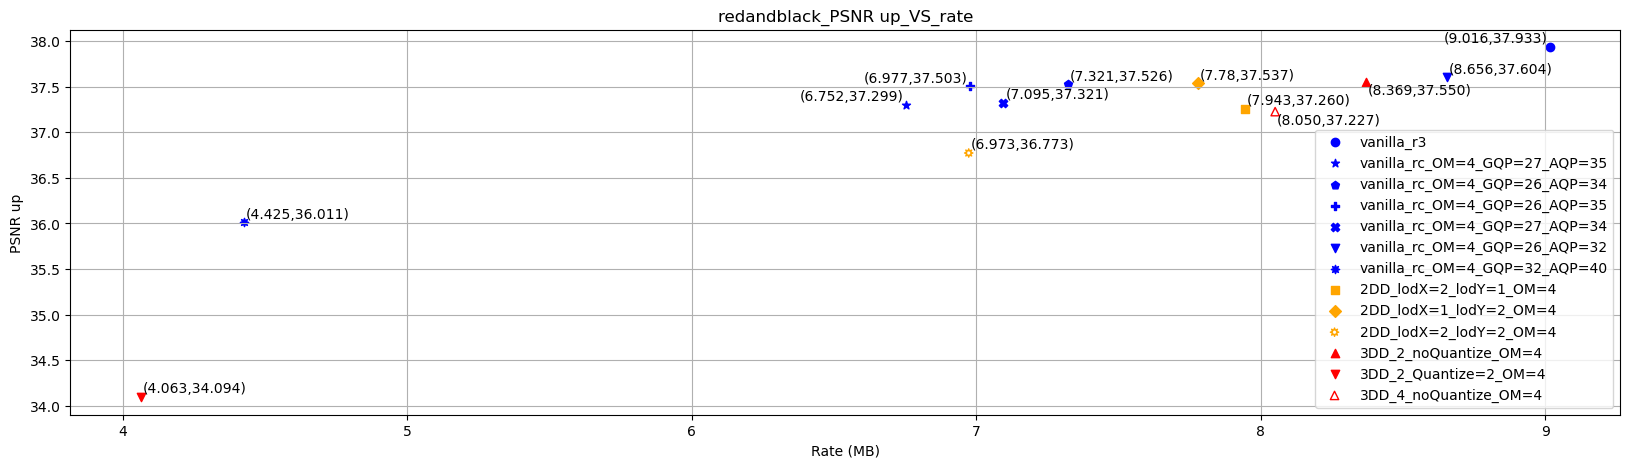 redandblack_PSNR up_VS_rate
38.0
37.5
37.0
36.5
36.0
35.5
35.0
34.5
34.0
PSNR up
(9.016,37.933)
(8.656,37.604)
(6.977,37.503)
(7.321,37.526)
(7.78,37.537)
(8.369,37.550)
(6.752,37.299)
(7.095,37.321)
(7.943,37.260)
(8.050,37.227)
(6.973,36.773)
(4.425,36.011)
(4.063,34.094)
vanilla_r3
vanilla_rc_OM=4_GQP=27_AQP=35
vanilla_rc_OM=4_GQP=26_AQP=34
vanilla_rc_OM=4_GQP=26_AQP=35
vanilla_rc_OM=4_GQP=27_AQP=34
vanilla_rc_OM=4_GQP=26_AQP=32
vanilla_rc_OM=4_GQP=32_AQP=40
2DD_lodX=2_lodY=1_OM=4
2DD_lodX=1_lodY=2_OM=4
2DD_lodX=2_lodY=2_OM=4
3DD_2_noQuantize_OM=4
3DD_2_Quantize=2_OM=4
3DD_4_noQuantize_OM=4
4 5 6 7 8 9
Rate (MB)